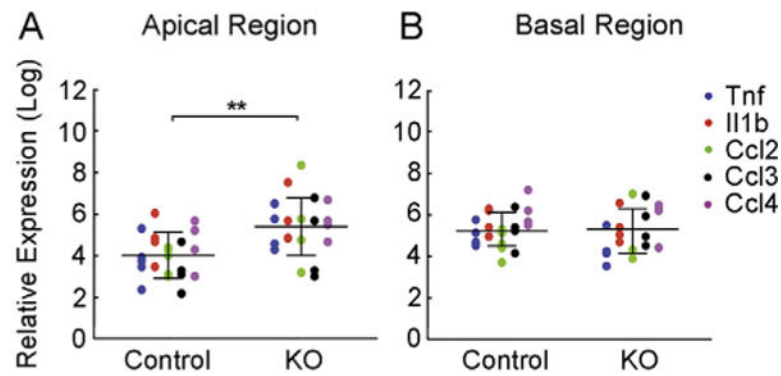 A Apical Region
B Basal Region
Relative Expression (Log)
12
10
8
6
4
2
0
**
Control KO
12
10
8
6
4
2
0
Control KO
Tnf
Il1b
Ccl2
Ccl3
Ccl4